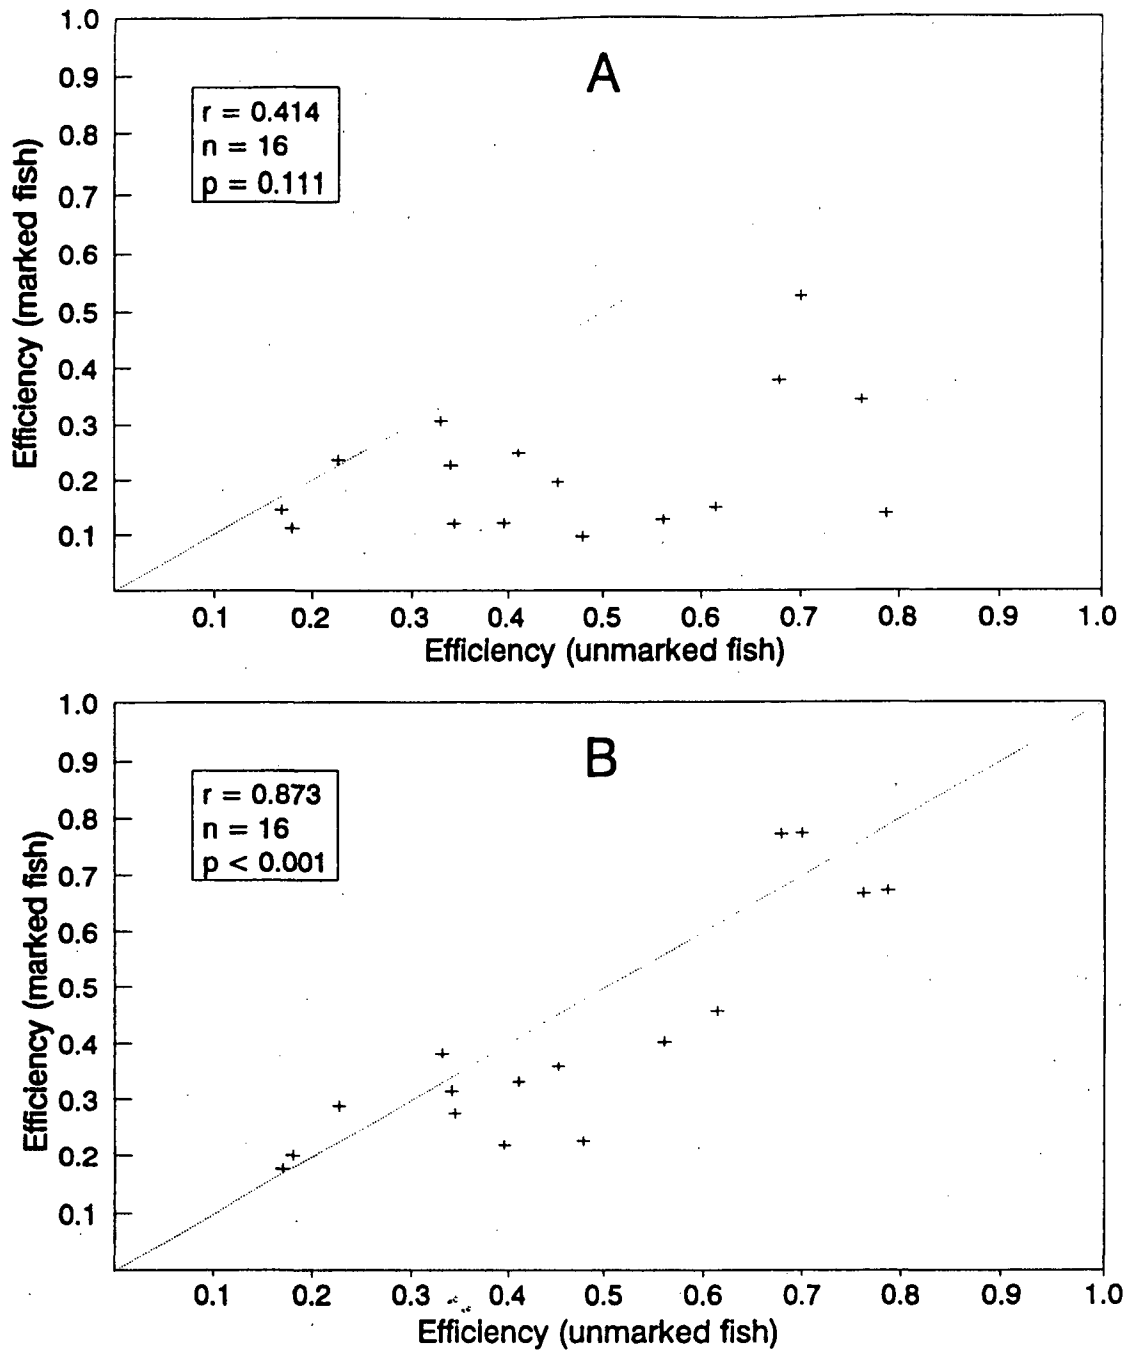 A
r = 0.414
n = 16
p = 0.111
Efficiency (marked fish)
1.0
0.9
0.8
0.7
0.6
0.5
0.4
0.3
0.2
0.1
0.1 0.2 0.3 0.4 0.5 0.6 0.7 0.8 0.9 1.0
Efficiency (unmarked fish)
B
r = 0.873
n = 16
p < 0.001
Efficiency (marked fish)
1.0
0.9
0.8
0.7
0.6
0.5
0.4
0.3
0.2
0.1
0.1 0.2 0.3 0.4 0.5 0.6 0.7 0.8 0.9 1.0
Efficiency (unmarked fish)